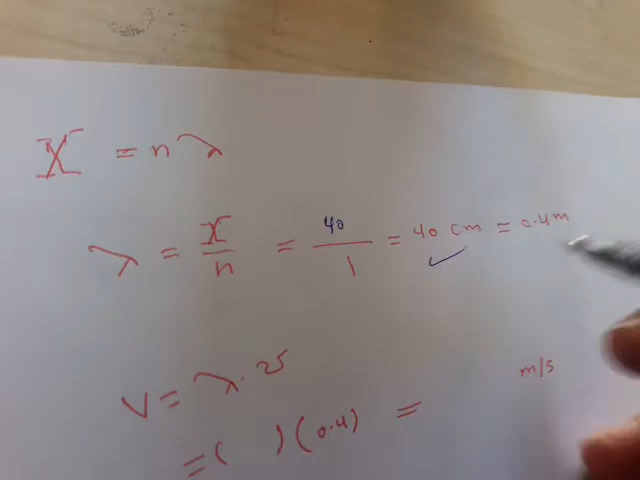 X = nλ
λ = X/n = 40/1 = 40 cm = 0.4m
V = λ.ν
= (    ) (0.4) =    m/s